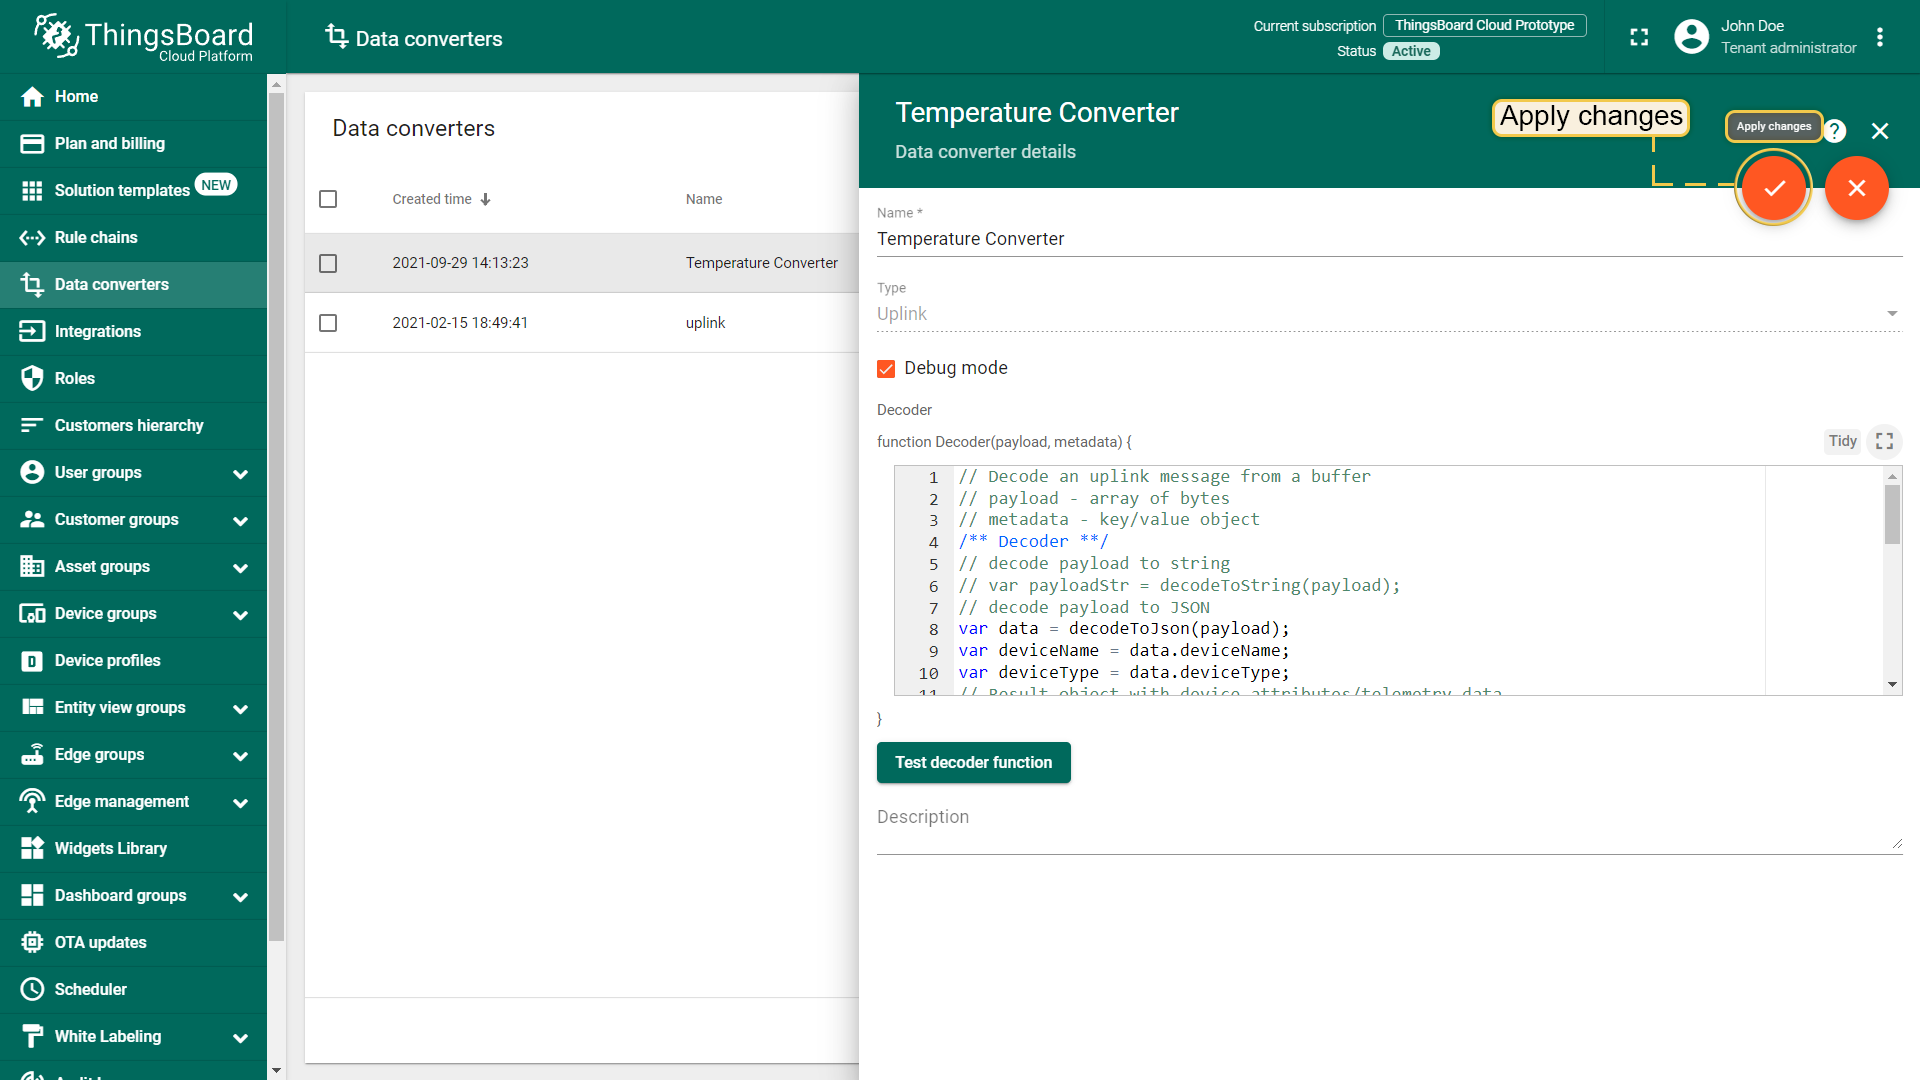 ThingsBoard
Cloud Platform
Data converters
Current subscription ThingsBoard Cloud Prototype
Status Active
John Doe
Tenant administrator
Home
Plan and billing
Solution templates NEW
Rule chains
Data converters
Integrations
Roles
Customers hierarchy
User groups
Customer groups
Asset groups
Device groups
Device profiles
Entity view groups
Edge groups
Edge management
Widgets Library
Dashboard groups
OTA updates
Scheduler
White Labeling
Data converters
Created time Name
2021-09-29 14:13:23 Temperature Converter
2021-02-15 18:49:41 uplink
Temperature Converter
Data converter details
Apply changes
Apply changes
?
Name *
Temperature Converter
Type
Uplink
Debug mode
Decoder
function Decoder(payload, metadata) {
Tidy
1 // Decode an uplink message from a buffer
2 // payload - array of bytes
3 // metadata - key/value object
4 /** Decoder **/
5 // decode payload to string
6 // var payloadStr = decodeToString(payload);
7 // decode payload to JSON
8 var data = decodeToJson(payload);
9 var deviceName = data.deviceName;
10 var deviceType = data.deviceType;
11 // Result object with device attributes/telemetry data
}
Test decoder function
Description